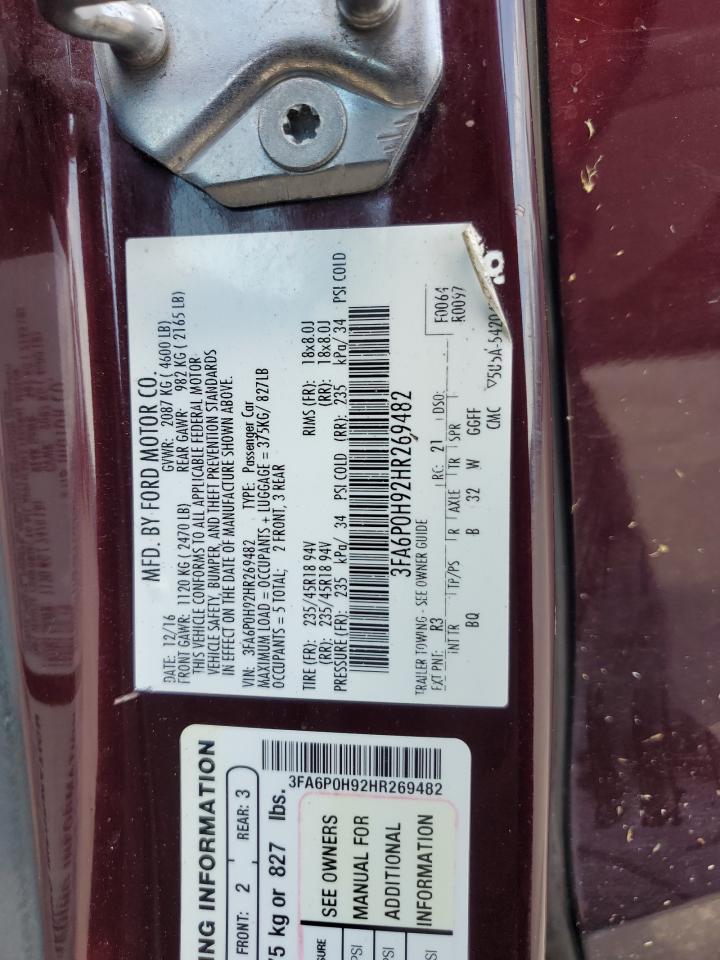 MFD. BY FORD MOTOR CO.
DATE: 12/16 GVWR: 2087 KG ( 4600 LB)
FRONT GAWR: 1120 KG ( 2470 LB) REAR GAWR: 982 KG ( 2165 LB)
THIS VEHICLE CONFORMS TO ALL APPLICABLE FEDERAL MOTOR
VEHICLE SAFETY, BUMPER, AND THEFT PREVENTION STANDARDS
IN EFFECT ON THE DATE OF MANUFACTURE SHOWN ABOVE.
VIN: 3FA6P0H92HR269482 TYPE: Passenger Car
MAXIMUM LOAD = OCCUPANTS + LUGGAGE = 375KG/ 827LB
OCCUPANTS = 5 TOTAL; 2 FRONT, 3 REAR
TIRE (FR): 235/45R18 94V RIMS (FR): 18x8.0J
(RR): 235/45R18 94V (RR): 18x8.0J
PRESSURE (FR): 235 kPa/ 34 PSI COLD (RR): 235 kPa/ 34 PSI COLD
3FA6P0H92HR269482
TRAILER TOWING - SEE OWNER GUIDE F0064
EXT PNT: R3 RC: 21 DSO: R0097
INT TR TP/PS R AXLE TR SPR
BQ B 32 W GGFF
CMC
3FA6P0H92HR269482
ING INFORMATION
FRONT: 2 REAR: 3
75 kg or 827 lbs.
SEE OWNERS
MANUAL FOR
ADDITIONAL
INFORMATION
SURE
PSI
PSI
SI